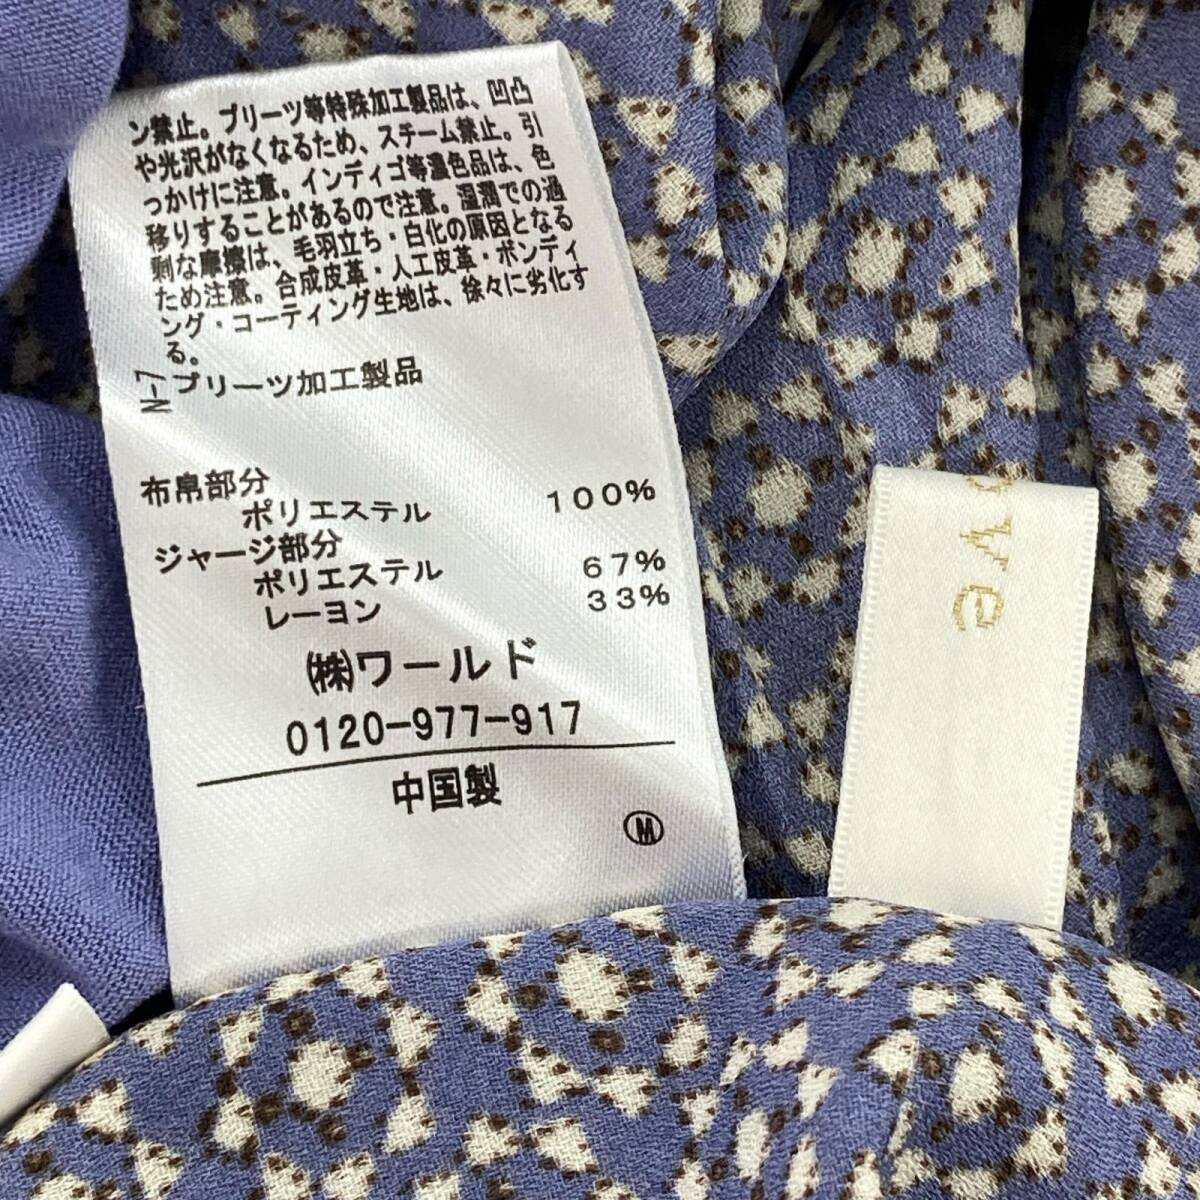 ン禁止。プリーツ等特殊加工製品は、凹凸
や光沢がなくなるため、スチーム禁止。引
っかけに注意。インディゴ等濃色品は、色
移りすることがあるので注意。湿潤での過
剰な摩擦は、毛羽立ち・白化の原因となる
ため注意。合成皮革・人工皮革・ボンディ
ング・コーティング生地は、徐々に劣化す
る。
N-7
プリーツ加工製品
布帛部分
ポリエステル 100%
ジャージ部分
ポリエステル 67%
レーヨン 33%
㈱ワールド
0120-977-917
中国製
Ⓜ